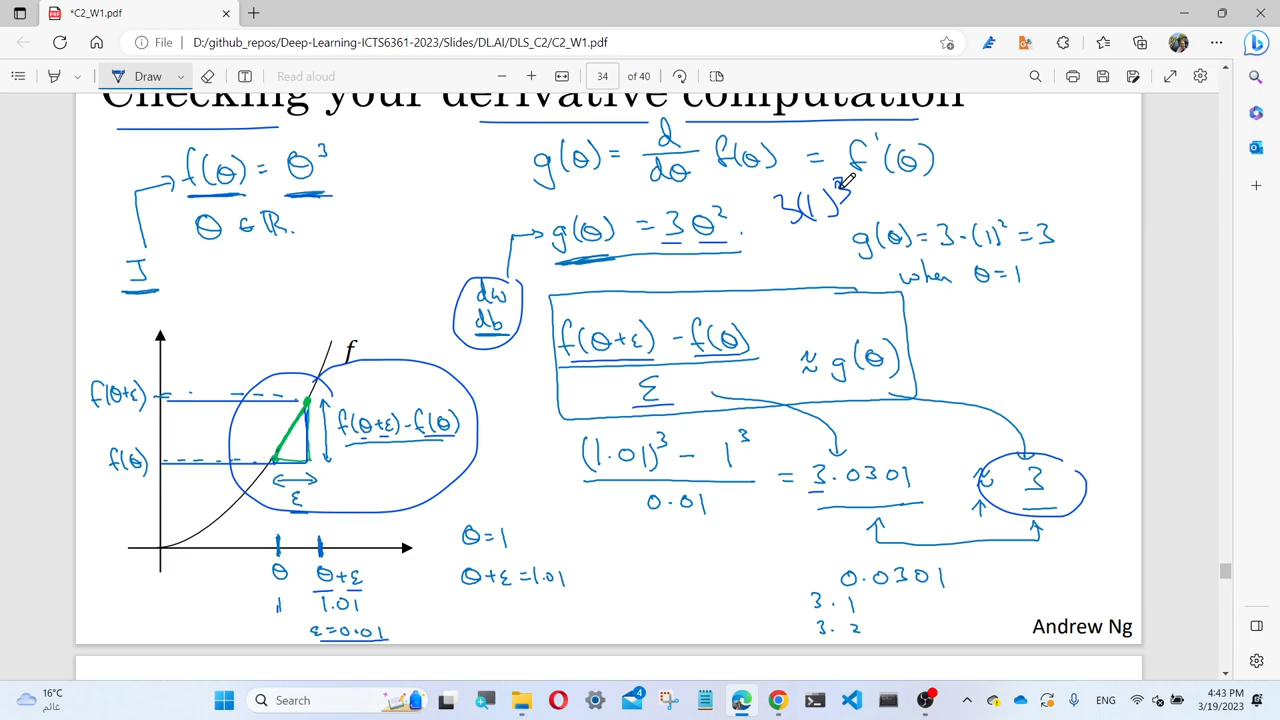 *C2_W1.pdf
File
D:/github_repos/Deep-Learning-ICTS6361-2023/Slides/DL.AI/DLS_C2/C2_W1.pdf
Draw
Read aloud
34 of 40
Checking your derivative computation
f(θ) = θ³
θ ∈ ℝ.
J
g(θ) = d/dθ f(θ) = f'(θ)
3(1)³
g(θ) = 3θ².
g(θ) = 3·(1)² = 3
when θ=1
dw
db
f(θ+ε) - f(θ) / ε ≈ g(θ)
f
f(θ+ε)
f(θ+ε)-f(θ)
f(θ)
ε
(1.01)³ - 1³ / 0.01 = 3.0301 ≈ 3
θ=1
θ+ε=1.01
θ θ+ε
1 1.01
ε=0.01
0.0301
3.1
3.2
Andrew Ng
16°C
غائم
Search
4
ENG
4:43 PM
3/19/2023